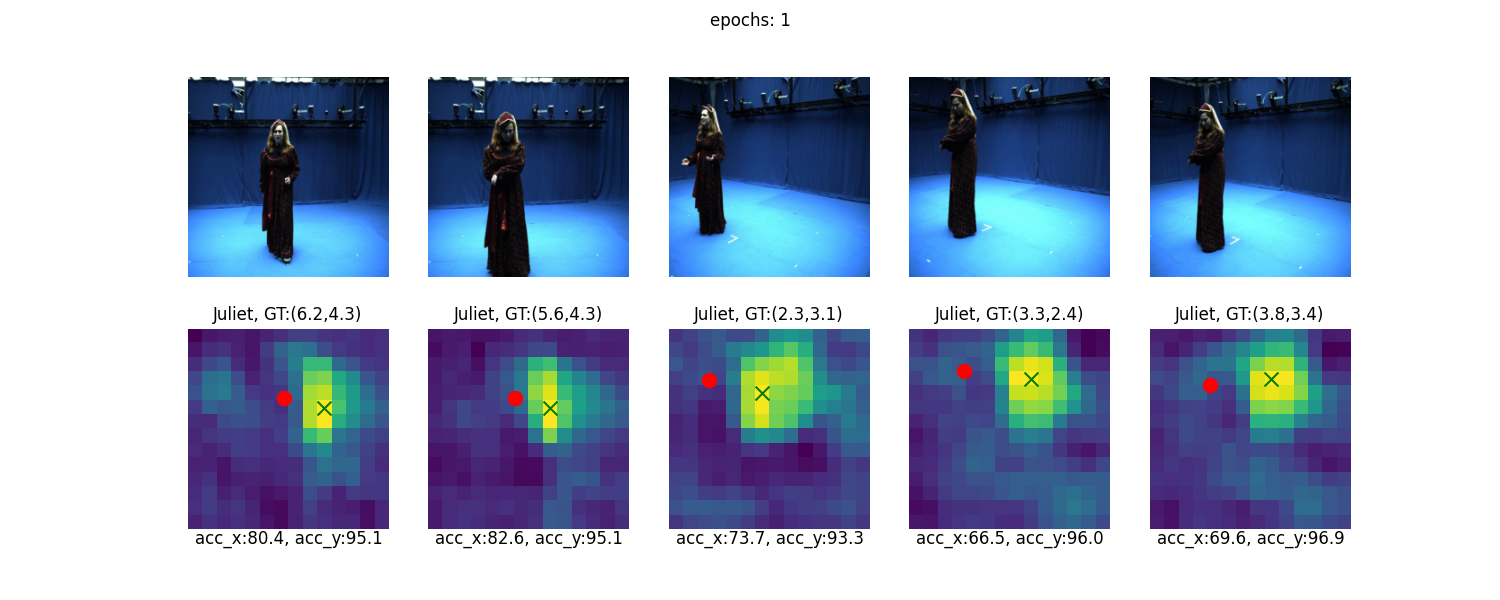 epochs: 1
Juliet, GT:(6.2,4.3)
Juliet, GT:(5.6,4.3)
Juliet, GT:(2.3,3.1)
Juliet, GT:(3.3,2.4)
Juliet, GT:(3.8,3.4)
acc_x:80.4, acc_y:95.1
acc_x:82.6, acc_y:95.1
acc_x:73.7, acc_y:93.3
acc_x:66.5, acc_y:96.0
acc_x:69.6, acc_y:96.9